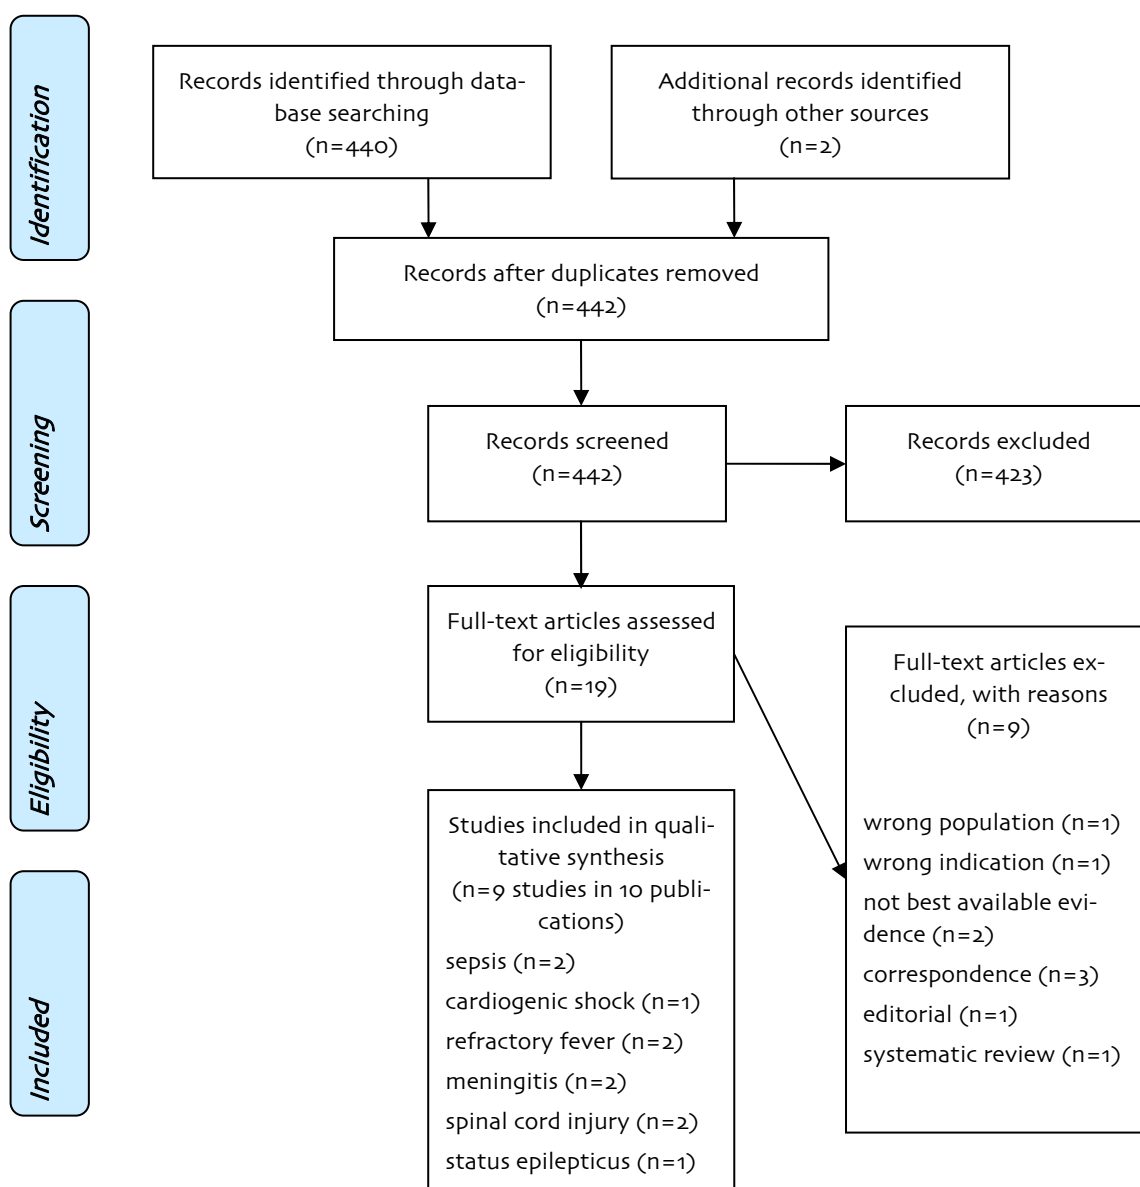 Identification
Records identified through data-
base searching
(n=440)
Additional records identified
through other sources
(n=2)
Records after duplicates removed
(n=442)
Screening
Records screened
(n=442)
Records excluded
(n=423)
Eligibility
Full-text articles assessed
for eligibility
(n=19)
Full-text articles ex-
cluded, with reasons
(n=9)
wrong population (n=1)
wrong indication (n=1)
not best available evi-
dence (n=2)
correspondence (n=3)
editorial (n=1)
systematic review (n=1)
Included
Studies included in quali-
tative synthesis
(n=9 studies in 10 publi-
cations)
sepsis (n=2)
cardiogenic shock (n=1)
refractory fever (n=2)
meningitis (n=2)
spinal cord injury (n=2)
status epilepticus (n=1)